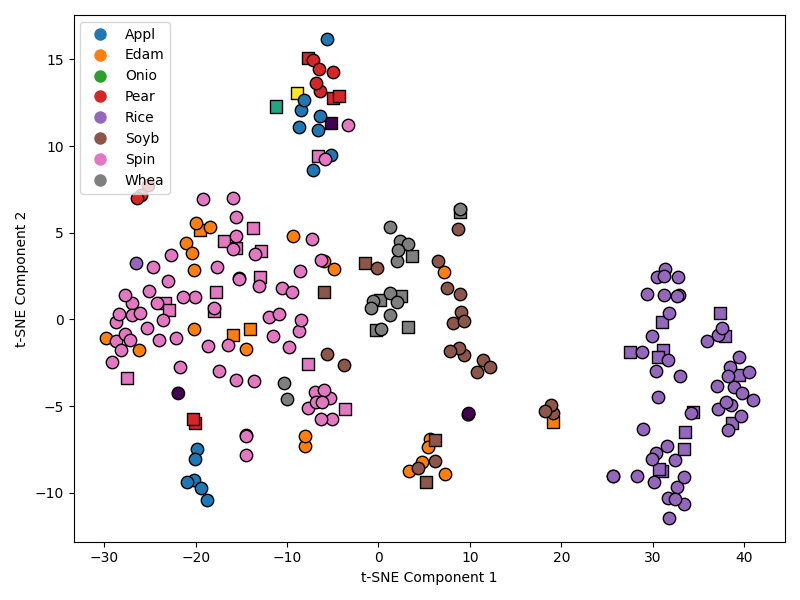 Appl
Edam
Onio
Pear
Rice
Soyb
Spin
Whea
15
10
5
0
−5
−10
t-SNE Component 2
−30 −20 −10 0 10 20 30 40
t-SNE Component 1